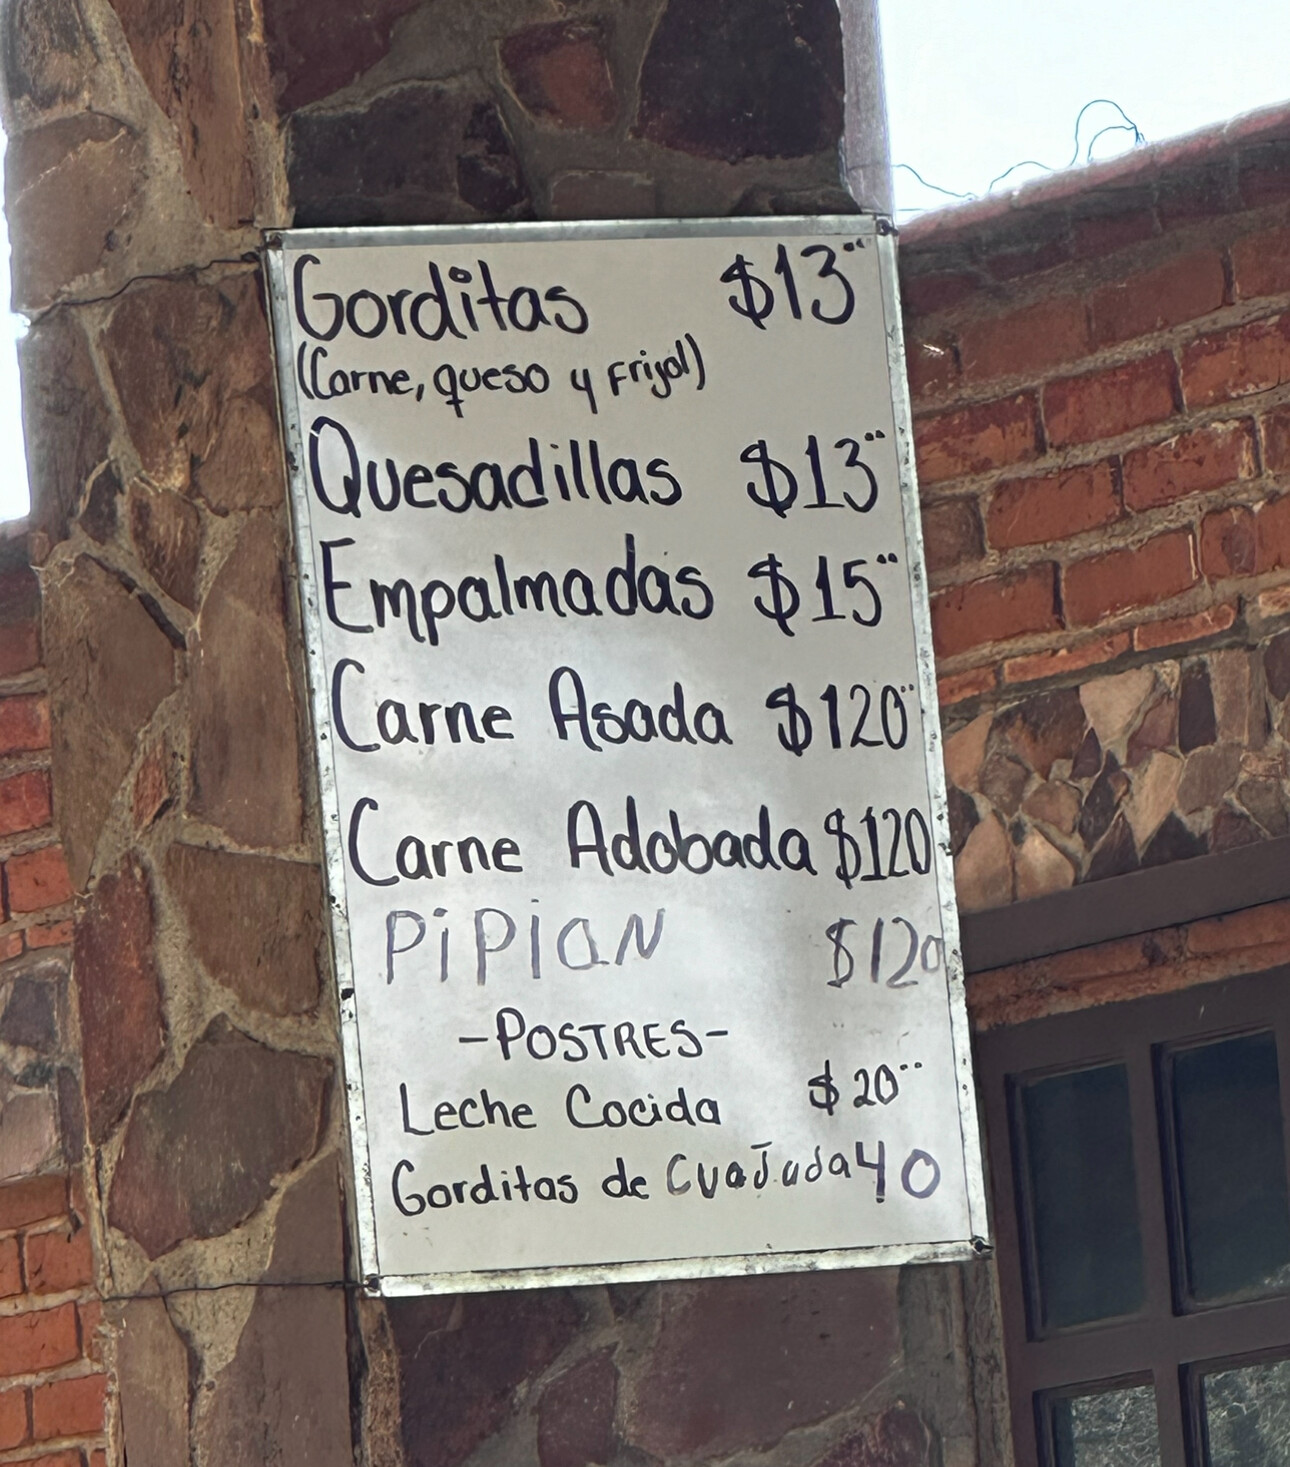 Gorditas $13¨
(Carne, queso y Frijol)
Quesadillas $13¨
Empalmadas $15¨
Carne Asada $120¨
Carne Adobada $120
PiPiaN $120
-POSTRES-
Leche Cocida $20¨
Gorditas de CuaJada 40